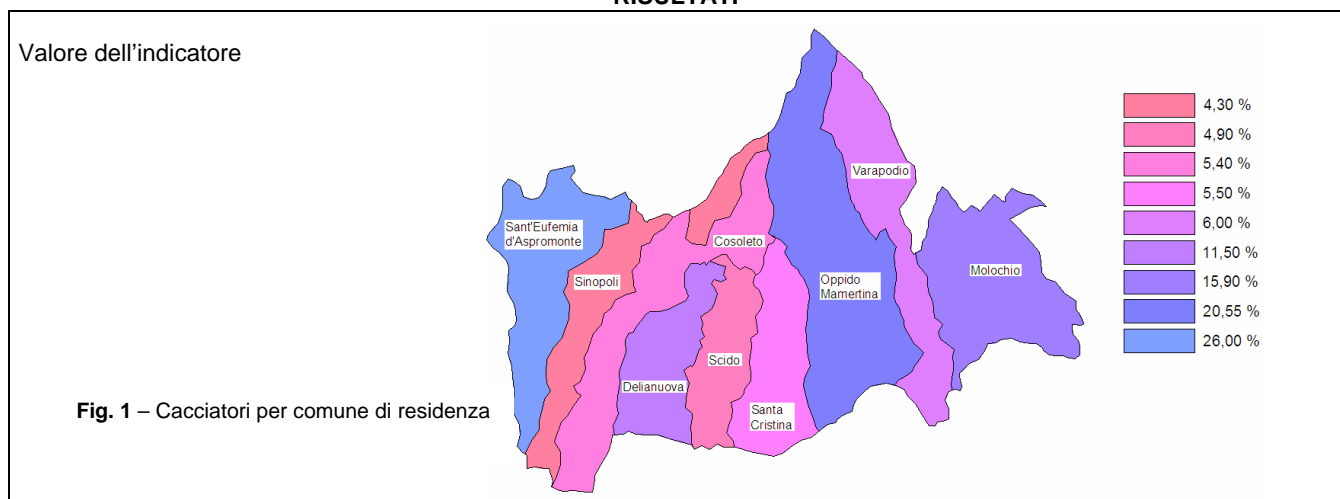 RISULTATI
Valore dell'indicatore
4,30 %
4,90 %
5,40 %
5,50 %
6,00 %
11,50 %
15,90 %
20,55 %
26,00 %
Varapodio
Sant'Eufemia
d'Aspromonte
Cosoleto
Molochio
Sinopoli
Oppido
Mamertina
Scido
Delianuova
Santa
Cristina
Fig. 1 – Cacciatori per comune di residenza